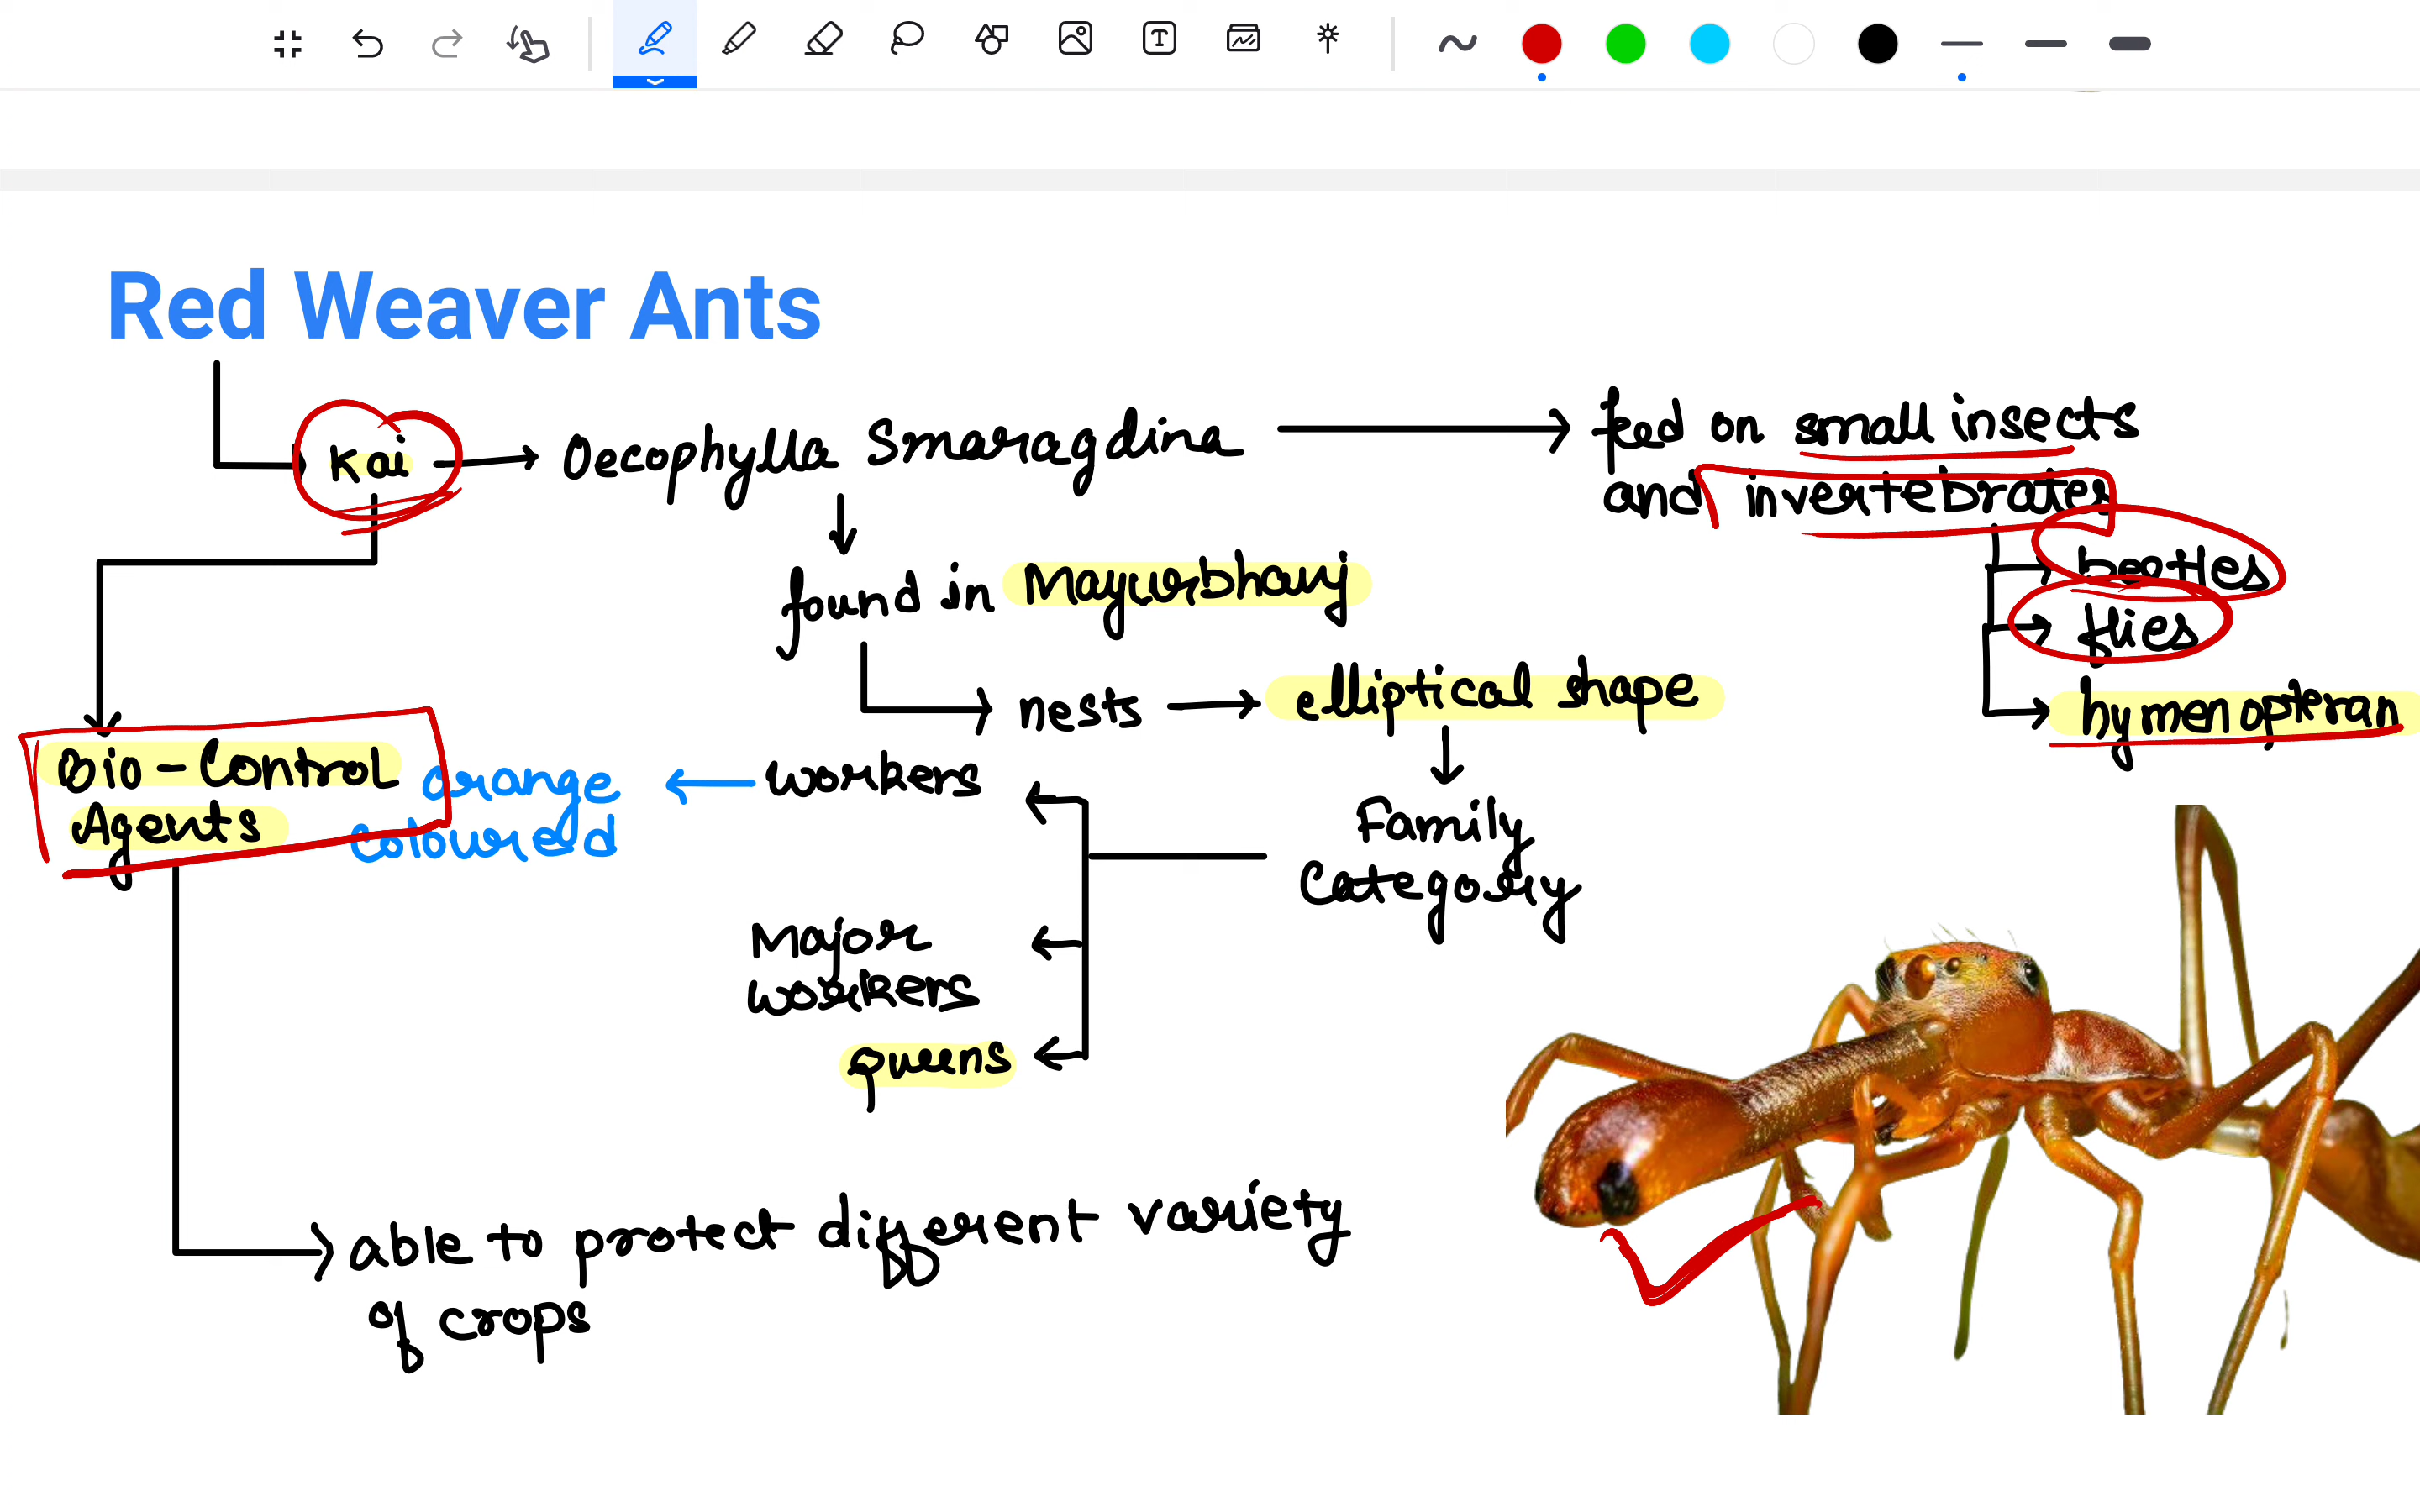 Red Weaver Ants
Kai
Oecophylla Smaragdina
feed on small insects
and invertebrates
beetles
flies
hymenopteran
found in Mayurbhanj
nests
elliptical shape
Family
Category
workers
orange
coloured
Major
workers
queens
Bio-Control
Agents
able to protect different variety
of crops